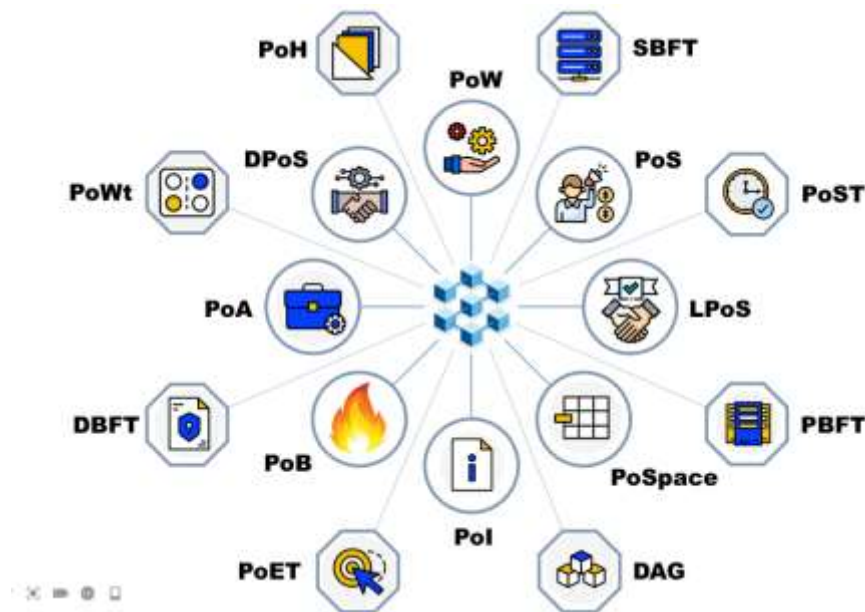 PoH
SBFT
PoW
DPoS
PoS
PoWt
PoST
PoA
LPoS
DBFT
PBFT
PoB
PoSpace
PoI
PoET
DAG